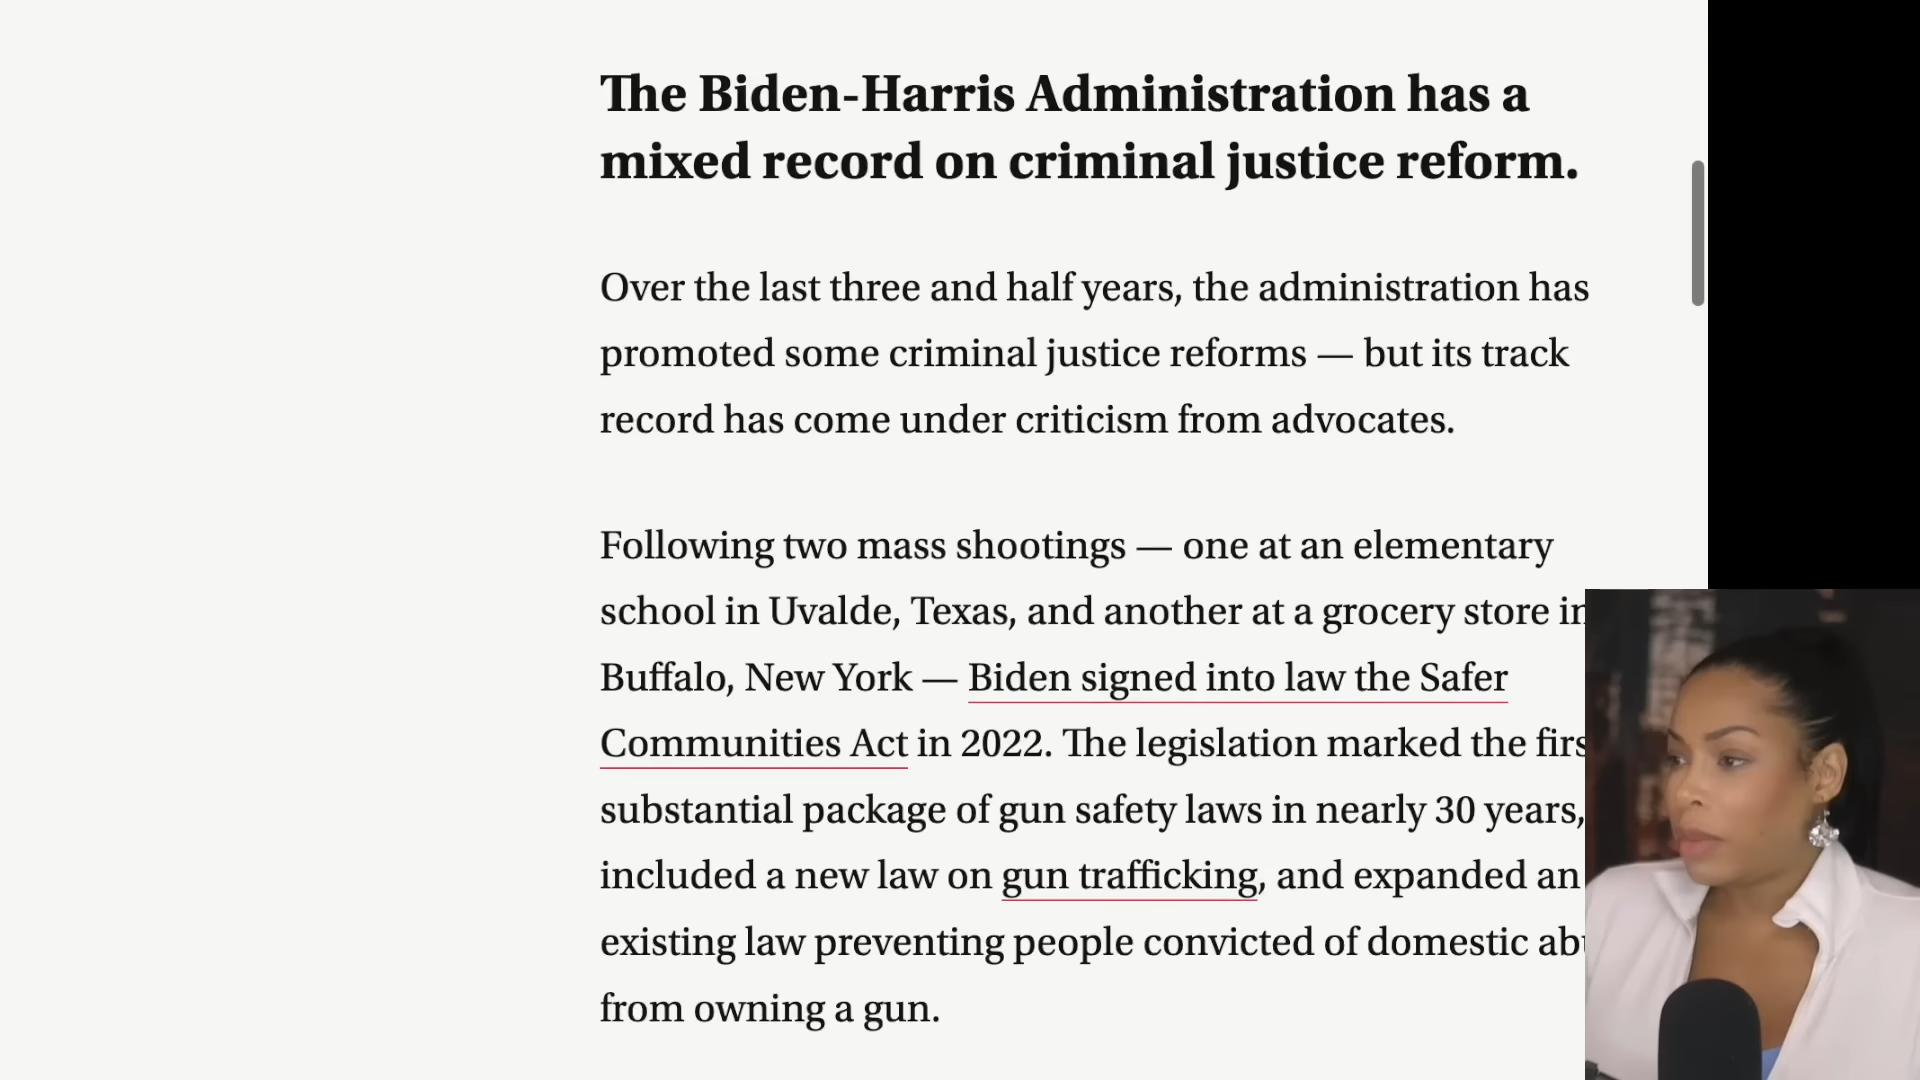 The Biden-Harris Administration has a
mixed record on criminal justice reform.
Over the last three and half years, the administration has
promoted some criminal justice reforms — but its track
record has come under criticism from advocates.
Following two mass shootings — one at an elementary
school in Uvalde, Texas, and another at a grocery store in
Buffalo, New York — Biden signed into law the Safer
Communities Act in 2022. The legislation marked the
substantial package of gun safety laws in nearly 30 years,
included a new law on gun trafficking, and expanded an
existing law preventing people convicted of domestic
from owning a gun.